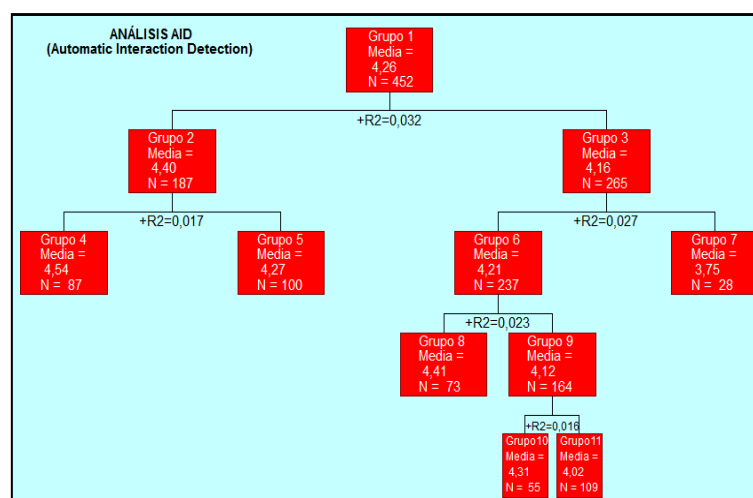 ANÁLISIS AID
(Automatic Interaction Detection)
Grupo 1
Media =
4,26
N = 452
+R2=0,032
Grupo 2
Media =
4,40
N = 187
Grupo 3
Media =
4,16
N = 265
+R2=0,017
+R2=0,027
Grupo 4
Media =
4,54
N = 87
Grupo 5
Media =
4,27
N = 100
Grupo 6
Media =
4,21
N = 237
Grupo 7
Media =
3,75
N = 28
+R2=0,023
Grupo 8
Media =
4,41
N = 73
Grupo 9
Media =
4,12
N = 164
+R2=0,016
Grupo10
Media =
4,31
N = 55
Grupo11
Media =
4,02
N = 109